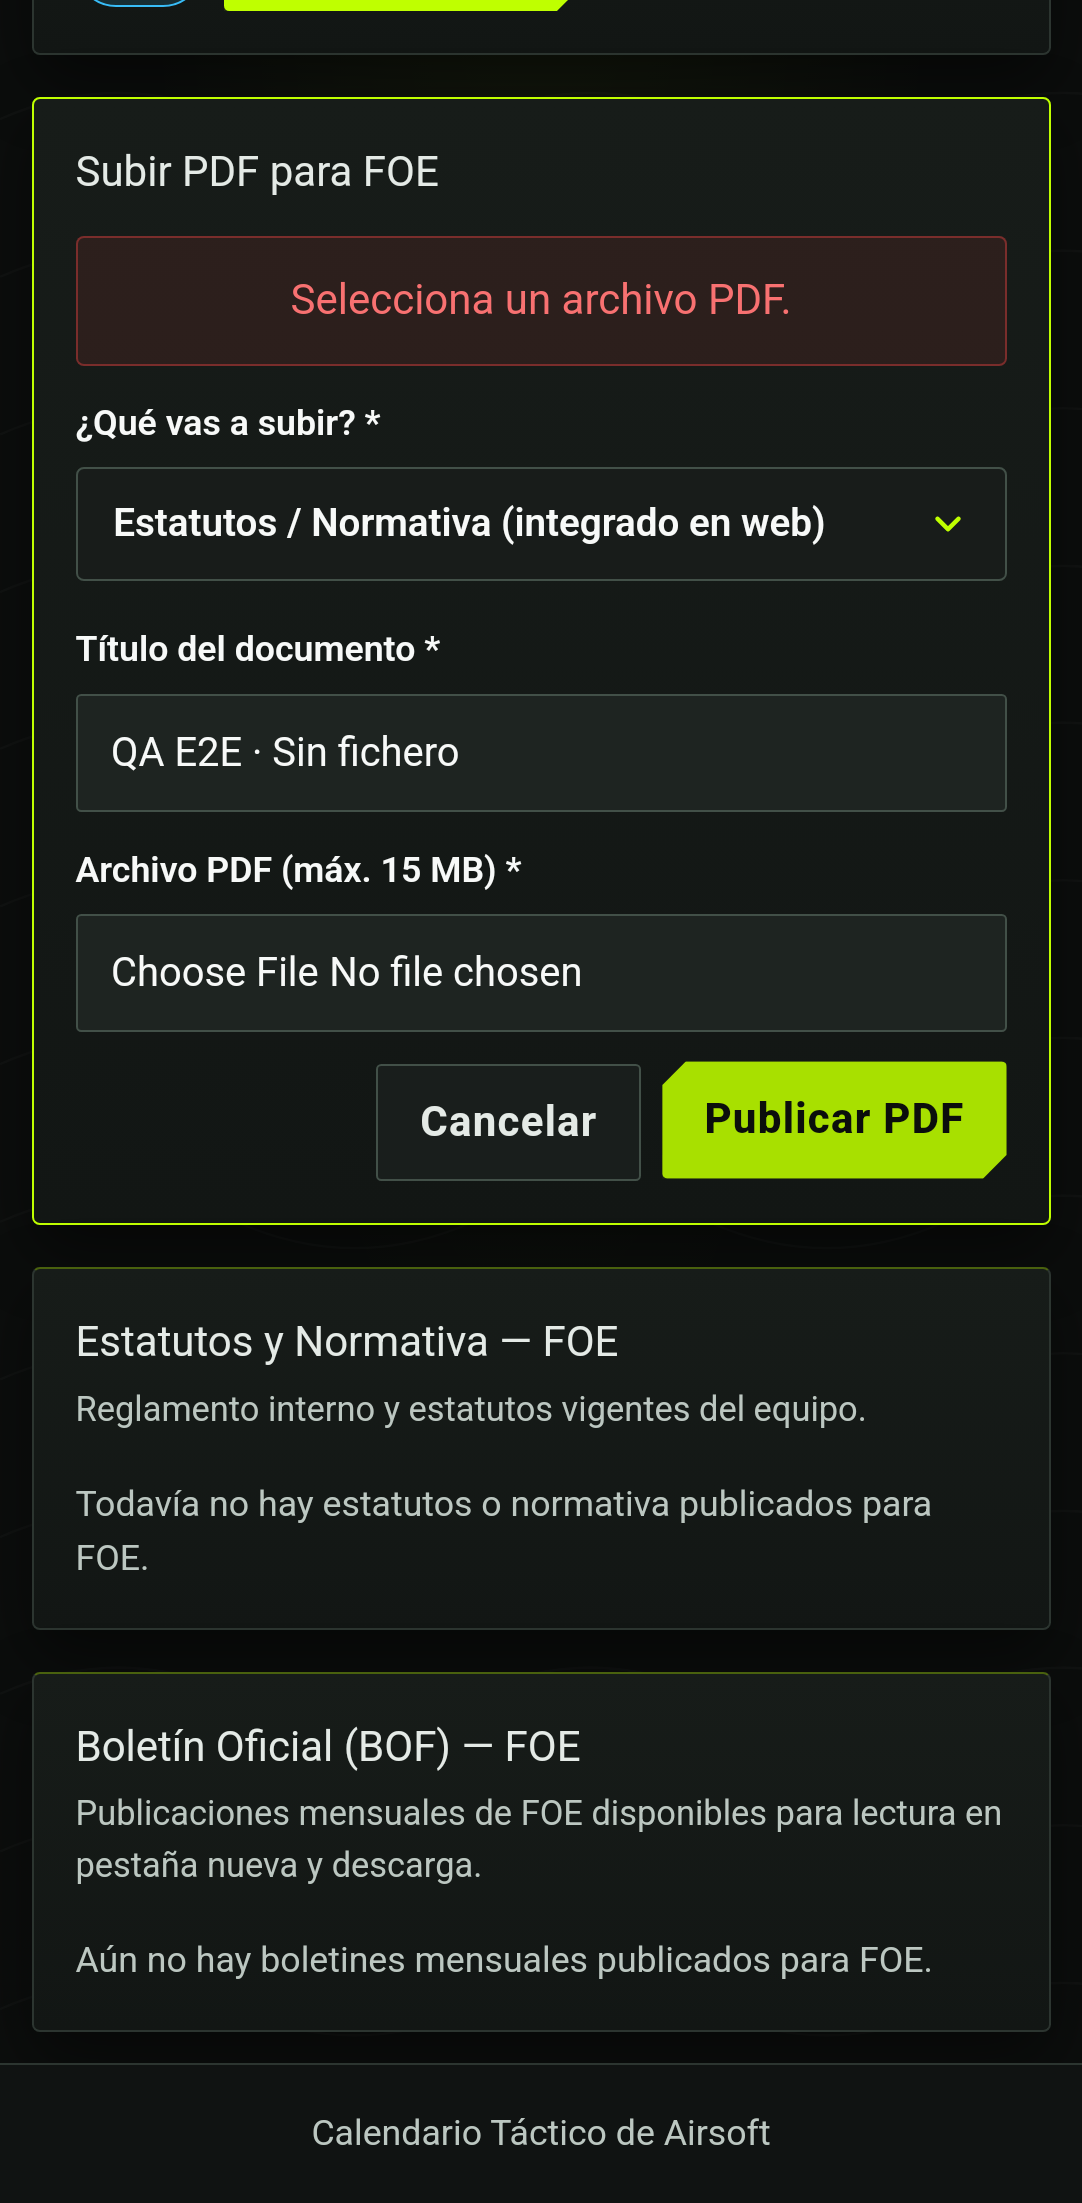 Subir PDF para FOE
Selecciona un archivo PDF.
¿Qué vas a subir? *
Estatutos / Normativa (integrado en web)
Título del documento *
QA E2E · Sin fichero
Archivo PDF (máx. 15 MB) *
Choose File No file chosen
Cancelar
Publicar PDF
Estatutos y Normativa — FOE
Reglamento interno y estatutos vigentes del equipo.
Todavía no hay estatutos o normativa publicados para
FOE.
Boletín Oficial (BOF) — FOE
Publicaciones mensuales de FOE disponibles para lectura en
pestaña nueva y descarga.
Aún no hay boletines mensuales publicados para FOE.
Calendario Táctico de Airsoft